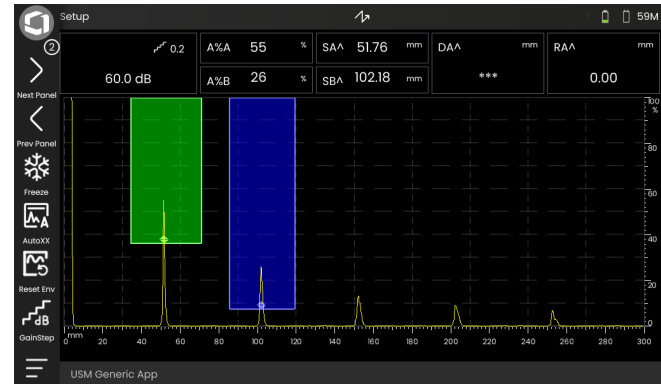 Setup
59M
2
Next Panel
Prev Panel
Freeze
AutoXX
Reset Env
dB
GainStep
0.2
60.0 dB
A%A 55 %
A%B 26 %
SA^ 51.76 mm
SB^ 102.18 mm
DA^ mm
***
RA^ mm
0.00
100
%
80
60
40
20
0
0 mm 20 40 60 80 100 120 140 160 180 200 220 240 260 280 300
USM Generic App